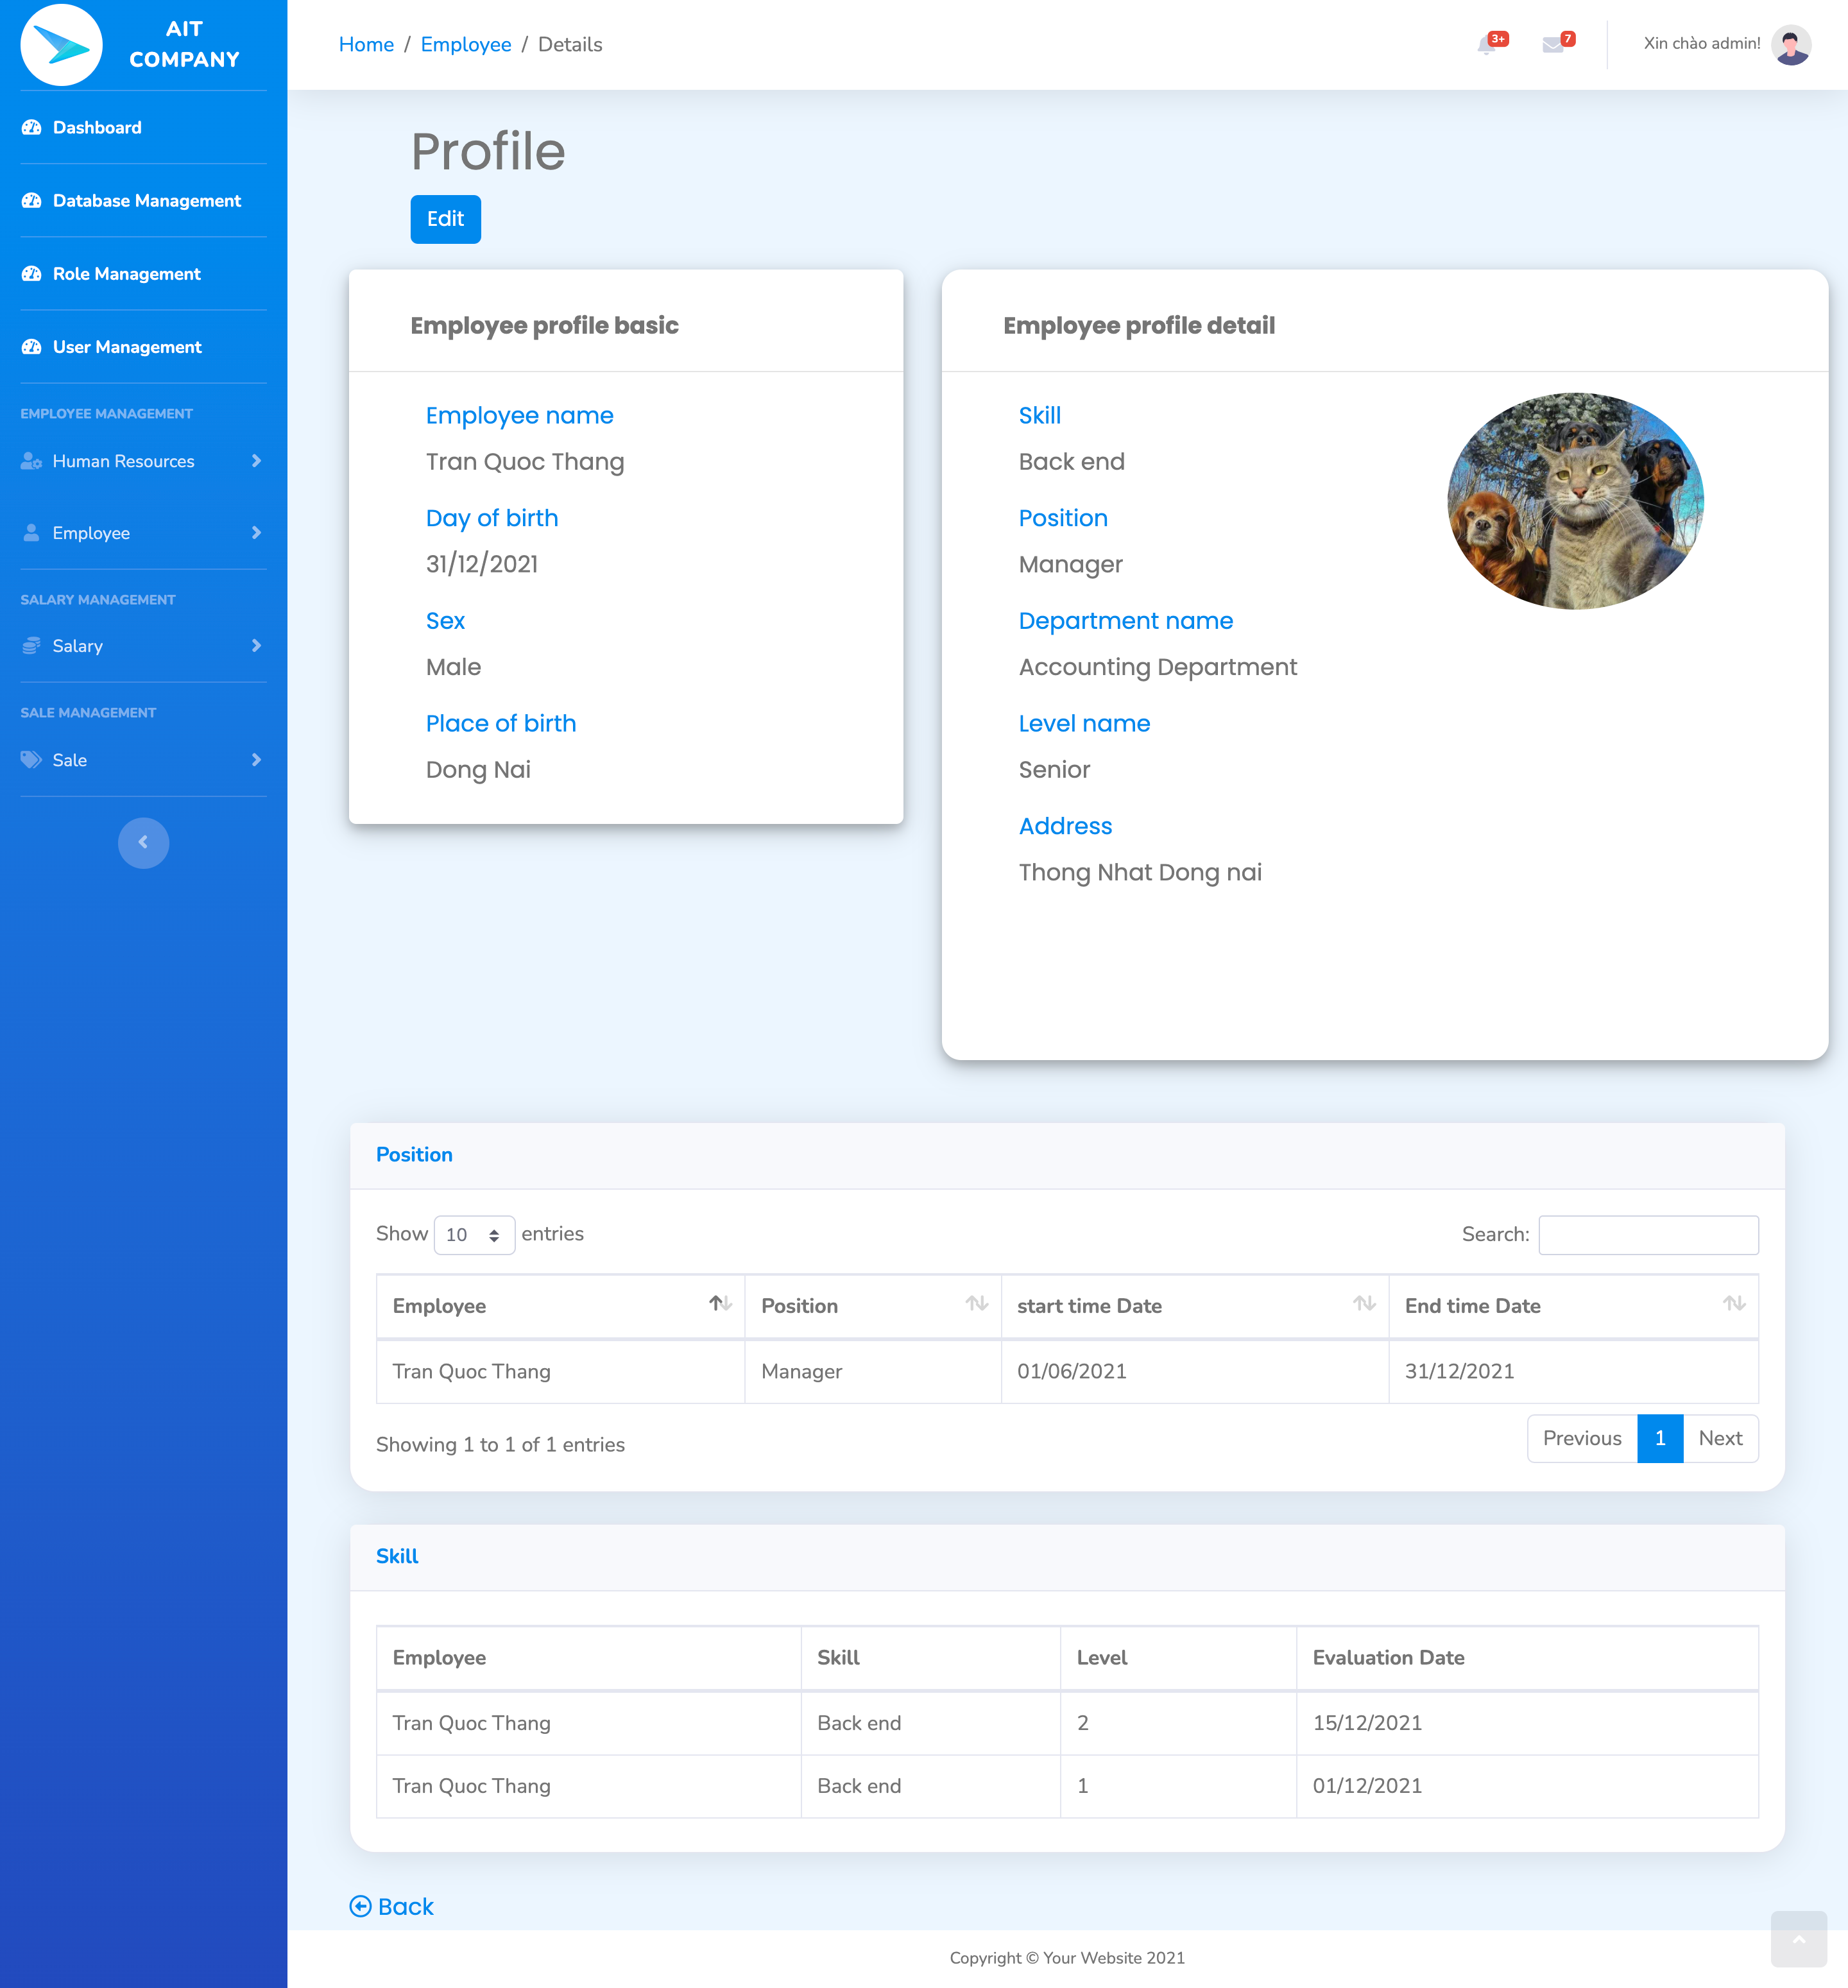 AIT
COMPANY
Dashboard
Database Management
Role Management
User Management
EMPLOYEE MANAGEMENT
Human Resources
Employee
SALARY MANAGEMENT
Salary
SALE MANAGEMENT
Sale
Home / Employee / Details
3+
7
Xin chào admin!
Profile
Edit
Employee profile basic
Employee name
Tran Quoc Thang
Day of birth
31/12/2021
Sex
Male
Place of birth
Dong Nai
Employee profile detail
Skill
Back end
Position
Manager
Department name
Accounting Department
Level name
Senior
Address
Thong Nhat Dong nai
Position
Show 10 entries
Search:
Employee Position start time Date End time Date
Tran Quoc Thang Manager 01/06/2021 31/12/2021
Showing 1 to 1 of 1 entries
Previous 1 Next
Skill
Employee Skill Level Evaluation Date
Tran Quoc Thang Back end 2 15/12/2021
Tran Quoc Thang Back end 1 01/12/2021
Back
Copyright © Your Website 2021